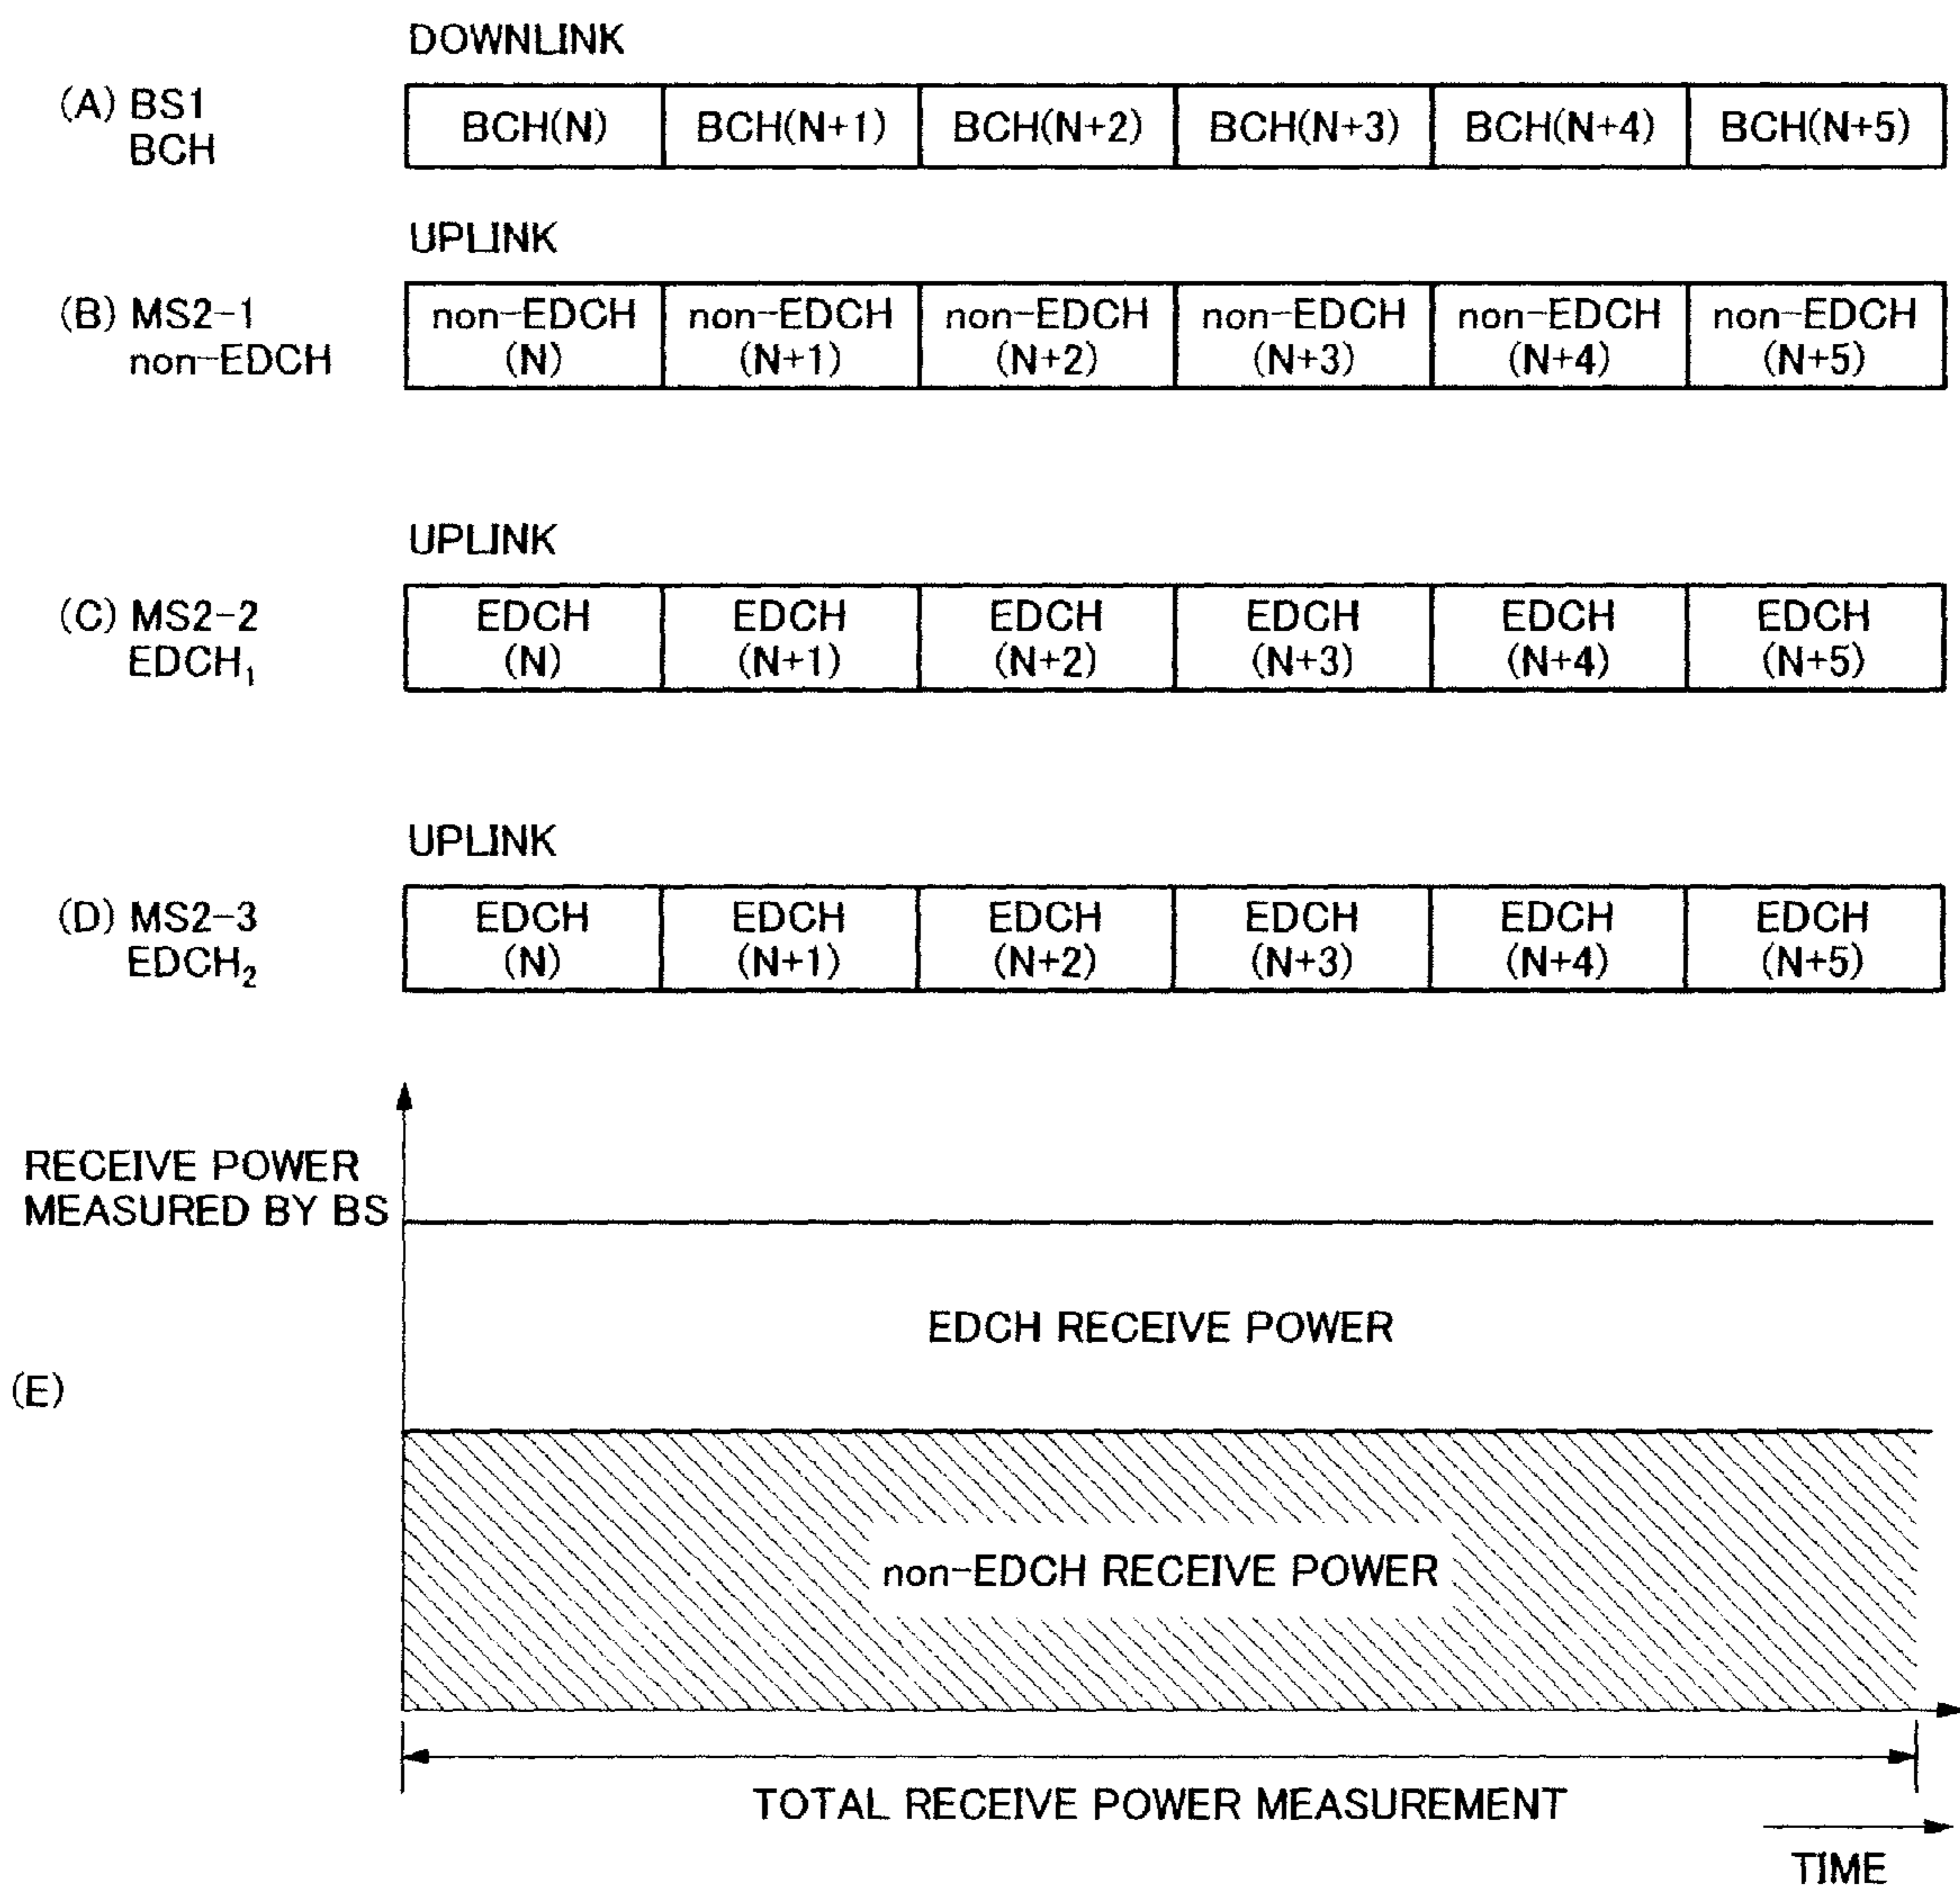 DOWNLINK
(A) BS1
BCH
BCH(N) BCH(N+1) BCH(N+2) BCH(N+3) BCH(N+4) BCH(N+5)
UPLINK
(B) MS2-1
non-EDCH
non-EDCH (N) non-EDCH (N+1) non-EDCH (N+2) non-EDCH (N+3) non-EDCH (N+4) non-EDCH (N+5)
UPLINK
(C) MS2-2
EDCH₁
EDCH (N) EDCH (N+1) EDCH (N+2) EDCH (N+3) EDCH (N+4) EDCH (N+5)
UPLINK
(D) MS2-3
EDCH₂
EDCH (N) EDCH (N+1) EDCH (N+2) EDCH (N+3) EDCH (N+4) EDCH (N+5)
RECEIVE POWER
MEASURED BY BS
EDCH RECEIVE POWER
(E)
non-EDCH RECEIVE POWER
TOTAL RECEIVE POWER MEASUREMENT
TIME